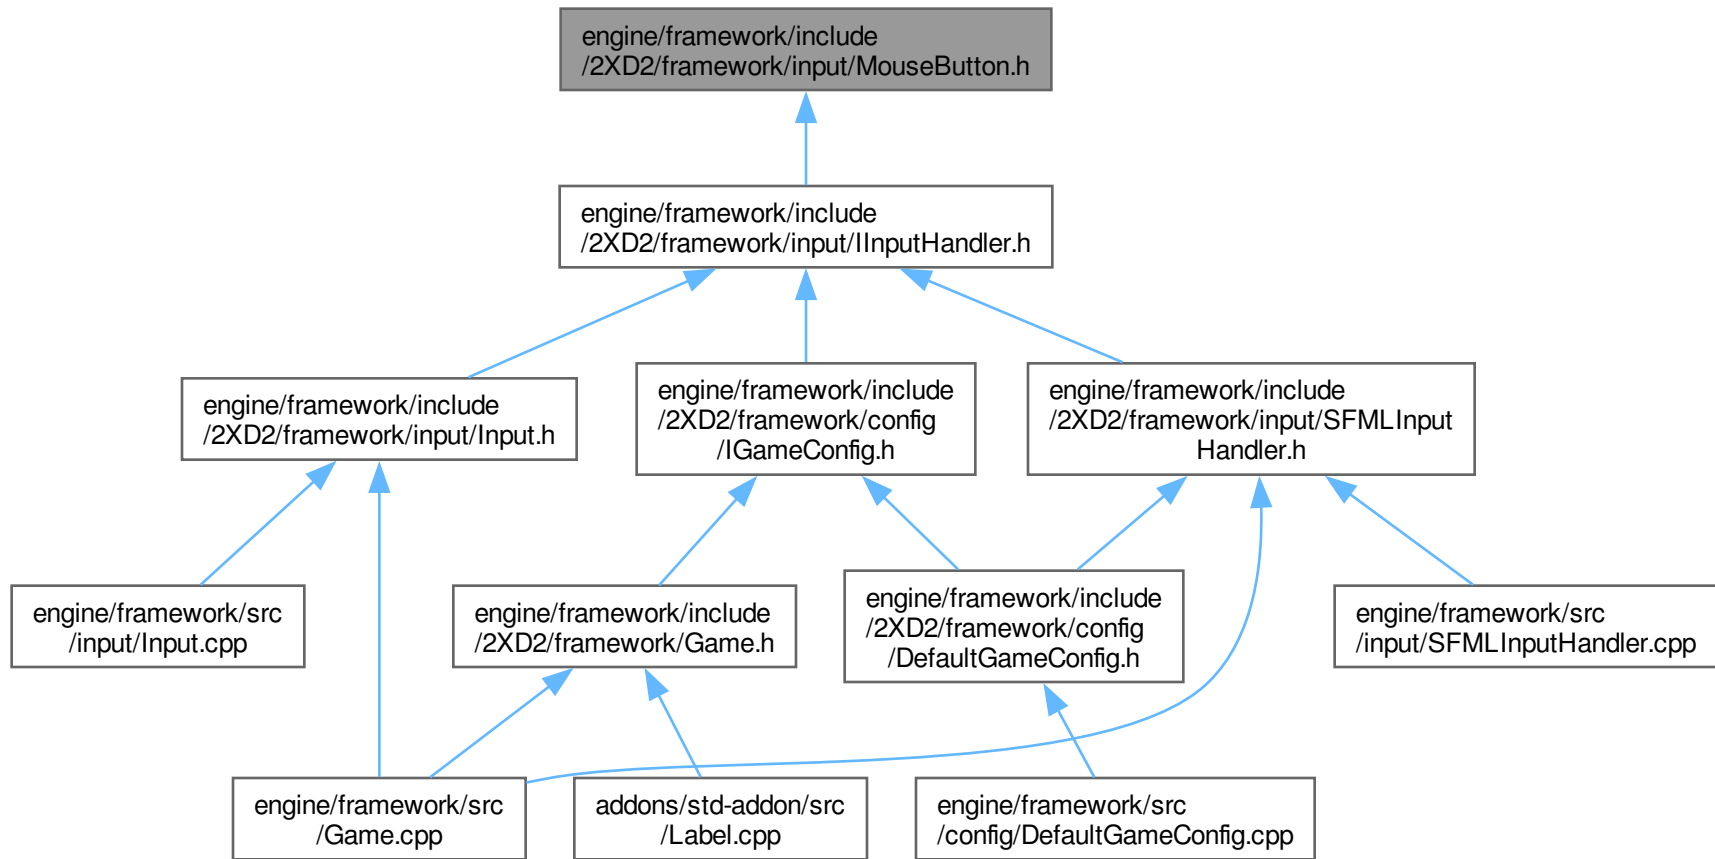 engine/framework/include
/2XD2/framework/input/MouseButton.h
engine/framework/include
/2XD2/framework/input/IInputHandler.h
engine/framework/include
/2XD2/framework/input/Input.h
engine/framework/include
/2XD2/framework/config
/IGameConfig.h
engine/framework/include
/2XD2/framework/input/SFMLInput
Handler.h
engine/framework/src
/input/Input.cpp
engine/framework/include
/2XD2/framework/Game.h
engine/framework/include
/2XD2/framework/config
/DefaultGameConfig.h
engine/framework/src
/input/SFMLInputHandler.cpp
engine/framework/src
/Game.cpp
addons/std-addon/src
/Label.cpp
engine/framework/src
/config/DefaultGameConfig.cpp